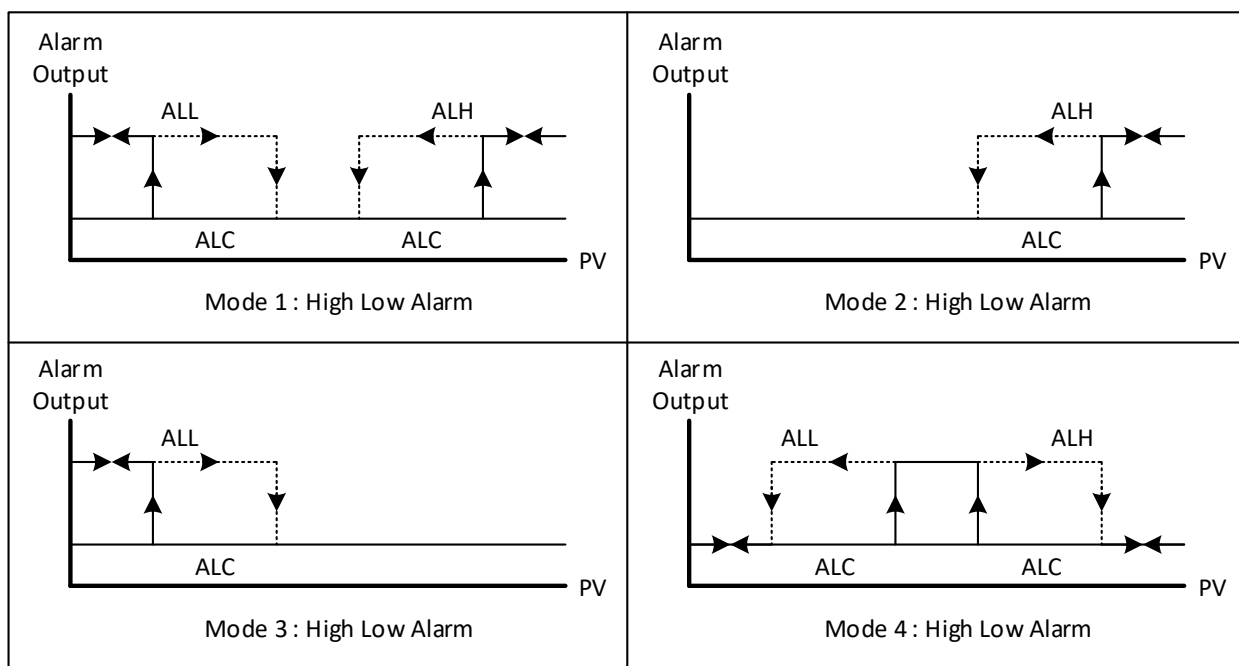 Alarm
Output
ALL
ALH
ALC
ALC
PV
Mode 1 : High Low Alarm
Alarm
Output
ALH
ALC
PV
Mode 2 : High Low Alarm
Alarm
Output
ALL
ALC
PV
Mode 3 : High Low Alarm
Alarm
Output
ALL
ALH
ALC
ALC
PV
Mode 4 : High Low Alarm